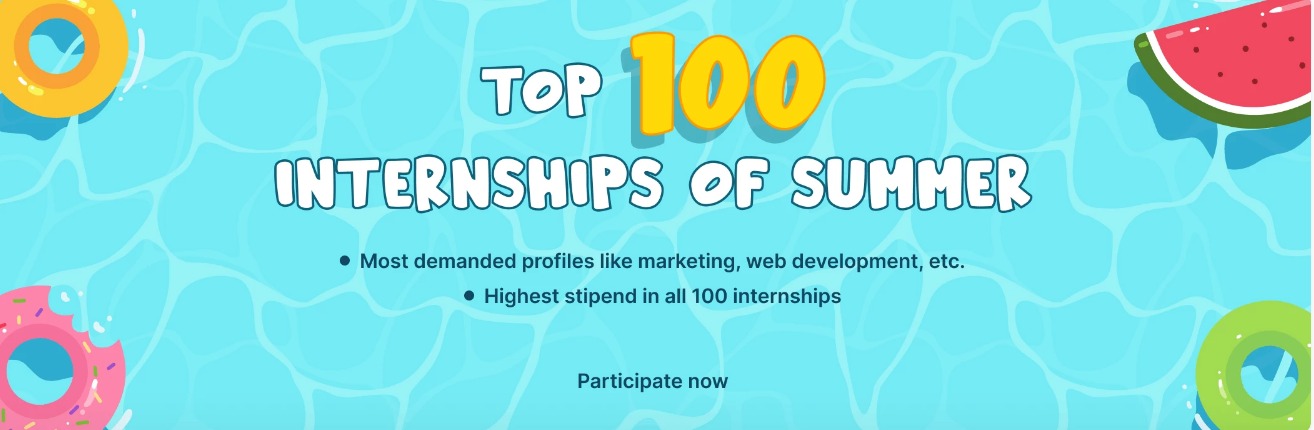 TOP 100
INTERNSHIPS OF SUMMER
• Most demanded profiles like marketing, web development, etc.
• Highest stipend in all 100 internships
Participate now